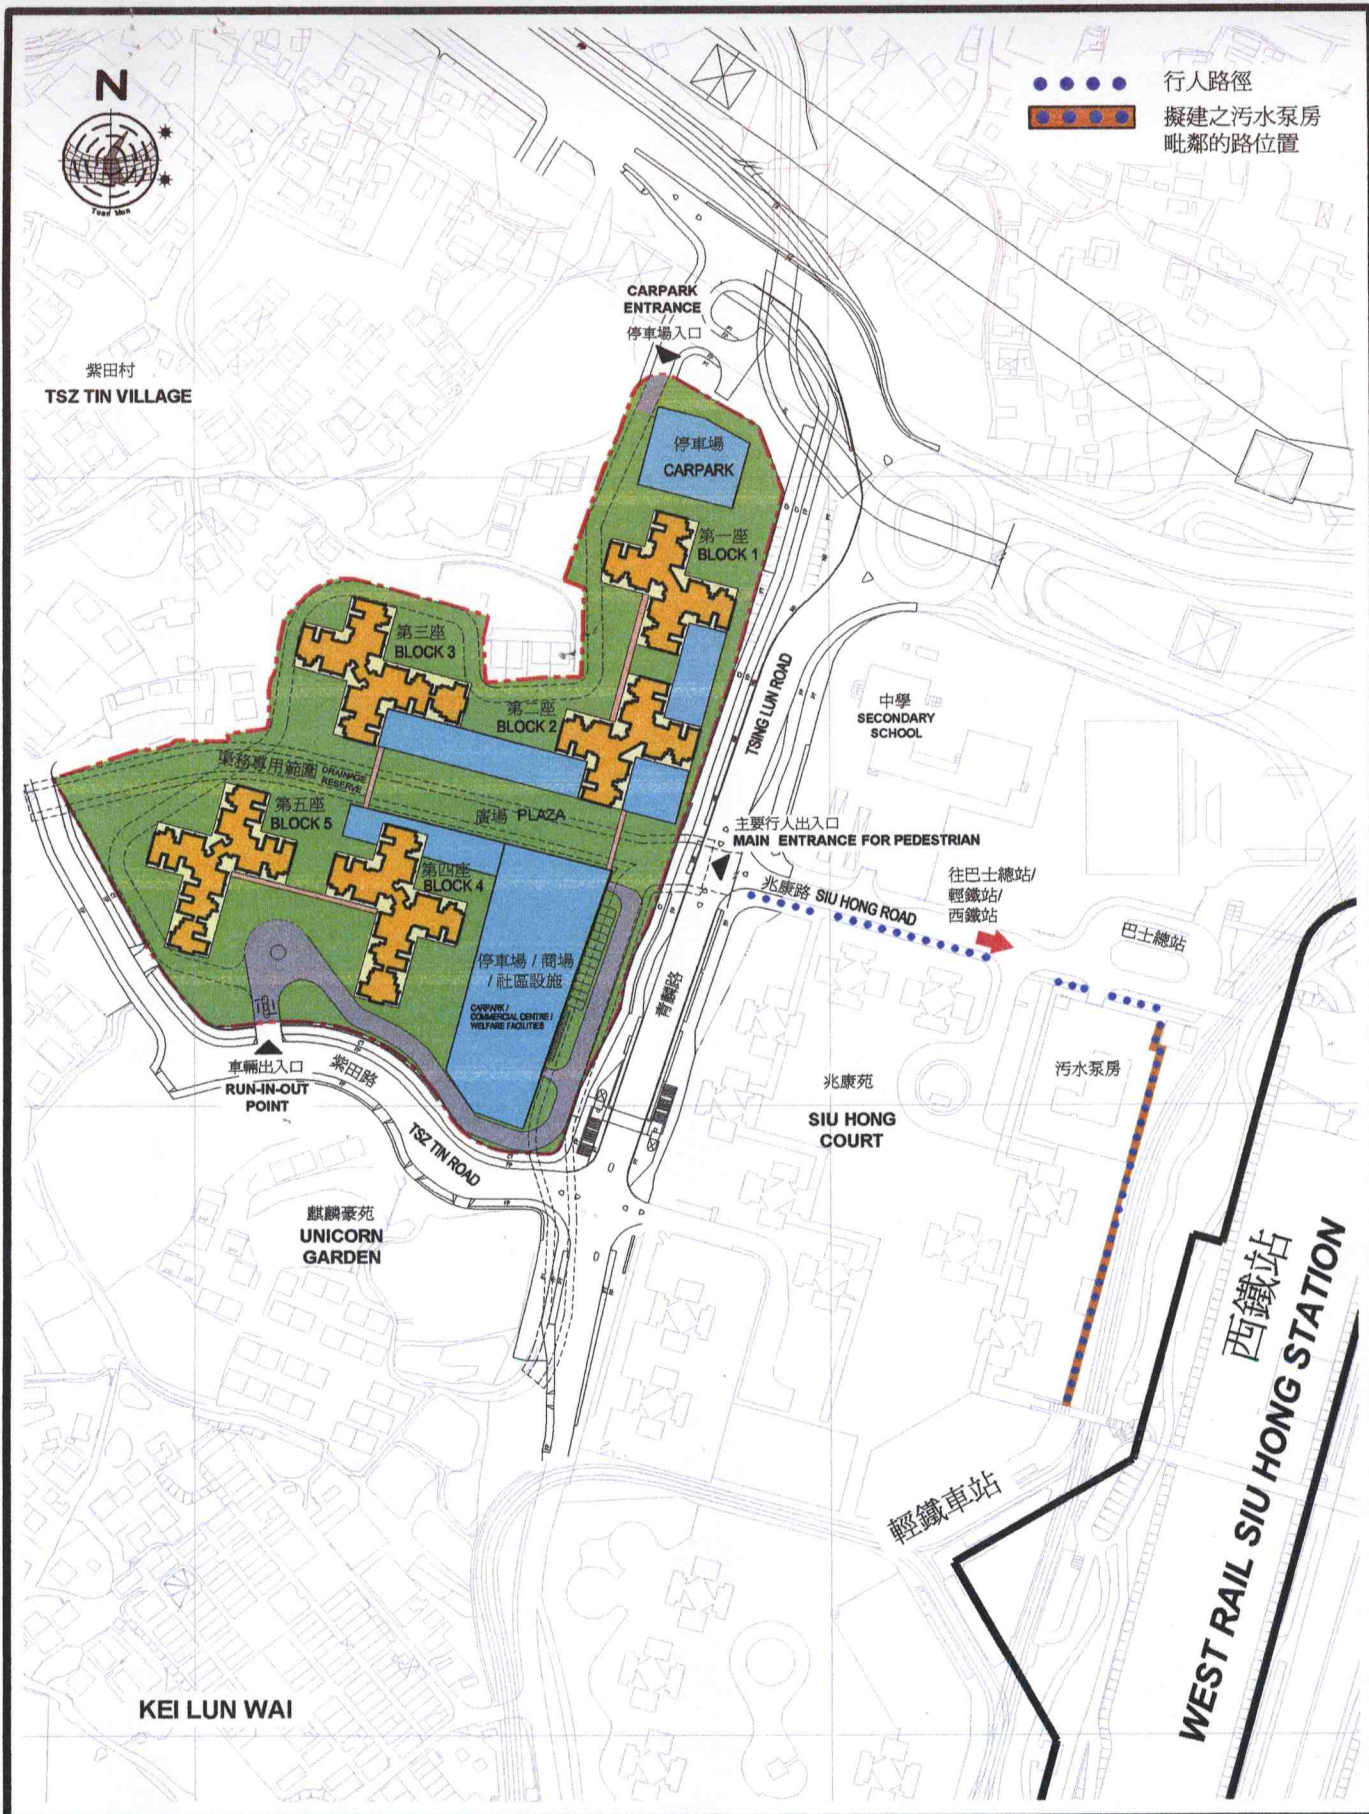 N
Tuen Mun
行人路徑
擬建之污水泵房
毗鄰的路位置
CARPARK
ENTRANCE
停車場入口
紫田村
TSZ TIN VILLAGE
停車場
CARPARK
第一座
BLOCK 1
第三座
BLOCK 3
第二座
BLOCK 2
TSING LUN ROAD
中學
SECONDARY
SCHOOL
渠務專用範圍
DRAINAGE
RESERVE
第五座
BLOCK 5
廣場 PLAZA
主要行人出入口
MAIN ENTRANCE FOR PEDESTRIAN
第四座
BLOCK 4
兆康路 SIU HONG ROAD
往巴士總站/
輕鐵站/
西鐵站
巴士總站
停車場 / 商場
/ 社區設施
CARPARK /
COMMERCIAL CENTRE /
WELFARE FACILITIES
青麟路
車輛出入口
RUN-IN-OUT
POINT
紫田路
TSZ TIN ROAD
兆康苑
SIU HONG
COURT
污水泵房
麒麟豪苑
UNICORN
GARDEN
西鐵站
WEST RAIL SIU HONG STATION
輕鐵車站
KEI LUN WAI